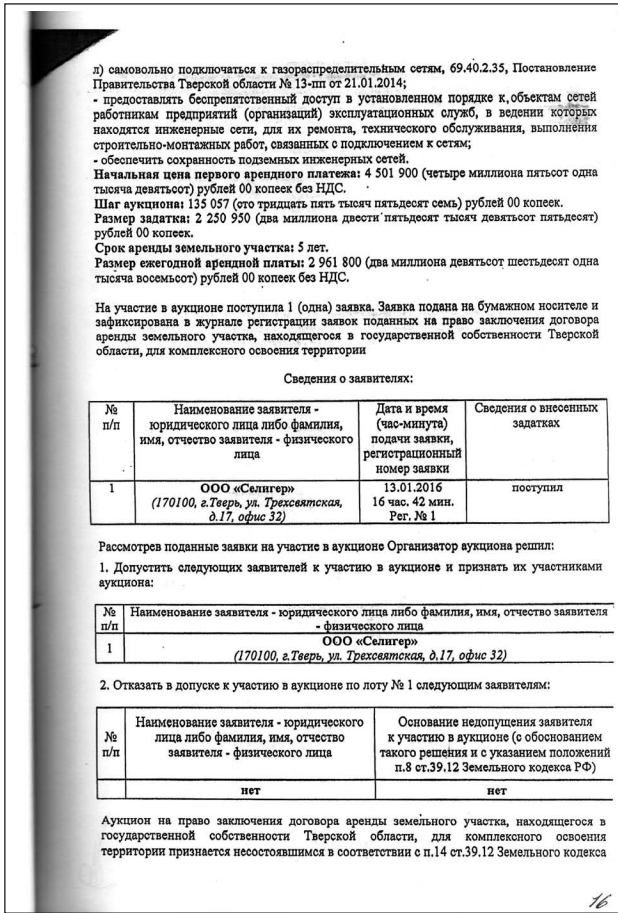 л) самовольно подключаться к газораспределительным сетям, 69.40.2.35, Постановление
Правительства Тверской области № 13-пп от 21.01.2014;
- предоставлять беспрепятственный доступ в установленном порядке к объектам сетей
работникам предприятий (организаций) эксплуатационных служб, в ведении которых
находятся инженерные сети, для их ремонта, технического обслуживания, выполнения
строительно-монтажных работ, связанных с подключением к сетям;
- обеспечить сохранность подземных инженерных сетей.
Начальная цена первого арендного платежа: 4 501 900 (четыре миллиона пятьсот одна
тысяча девятьсот) рублей 00 копеек без НДС.
Шаг аукциона: 135 057 (сто тридцать пять тысяч пятьдесят семь) рублей 00 копеек.
Размер задатка: 2 250 950 (два миллиона двести пятьдесят тысяч девятьсот пятьдесят)
рублей 00 копеек.
Срок аренды земельного участка: 5 лет.
Размер ежегодной арендной платы: 2 961 800 (два миллиона девятьсот шестьдесят одна
тысяча восемьсот) рублей 00 копеек без НДС.
На участие в аукционе поступила 1 (одна) заявка. Заявка подана на бумажном носителе и
зафиксирована в журнале регистрации заявок поданных на право заключения договора
аренды земельного участка, находящегося в государственной собственности Тверской
области, для комплексного освоения территории
Сведения о заявителях:
№ п/п
Наименование заявителя -
юридического лица либо фамилия,
имя, отчество заявителя - физического
лица
Дата и время
(час-минута)
подачи заявки,
регистрационный
номер заявки
Сведения о внесенных
задатках
1
ООО «Селигер»
(170100, г.Тверь, ул. Трехсвятская,
д.17, офис 32)
13.01.2016
16 час. 42 мин.
Рег. № 1
поступил
Рассмотрев поданные заявки на участие в аукционе Организатор аукциона решил:
1. Допустить следующих заявителей к участию в аукционе и признать их участниками
аукциона:
№ п/п
Наименование заявителя - юридического лица либо фамилия, имя, отчество заявителя
- физического лица
1
ООО «Селигер»
(170100, г.Тверь, ул. Трехсвятская, д.17, офис 32)
2. Отказать в допуске к участию в аукционе по лоту № 1 следующим заявителям:
№ п/п
Наименование заявителя - юридического
лица либо фамилия, имя, отчество
заявителя - физического лица
Основание недопущения заявителя
к участию в аукционе (с обоснованием
такого решения и с указанием положений
п.8 ст.39.12 Земельного кодекса РФ)
нет
нет
Аукцион на право заключения договора аренды земельного участка, находящегося в
государственной собственности Тверской области, для комплексного освоения
территории признается несостоявшимся в соответствии с п.14 ст.39.12 Земельного кодекса
16